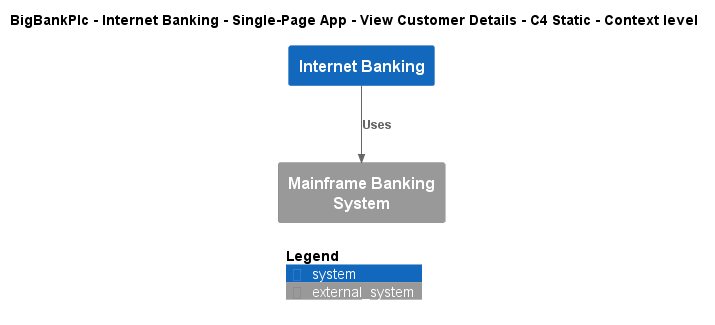 BigBankPlc - Internet Banking - Single-Page App - View Customer Details - C4 Static - Context level
Internet Banking
Uses
Mainframe Banking
System
Legend
system
external_system